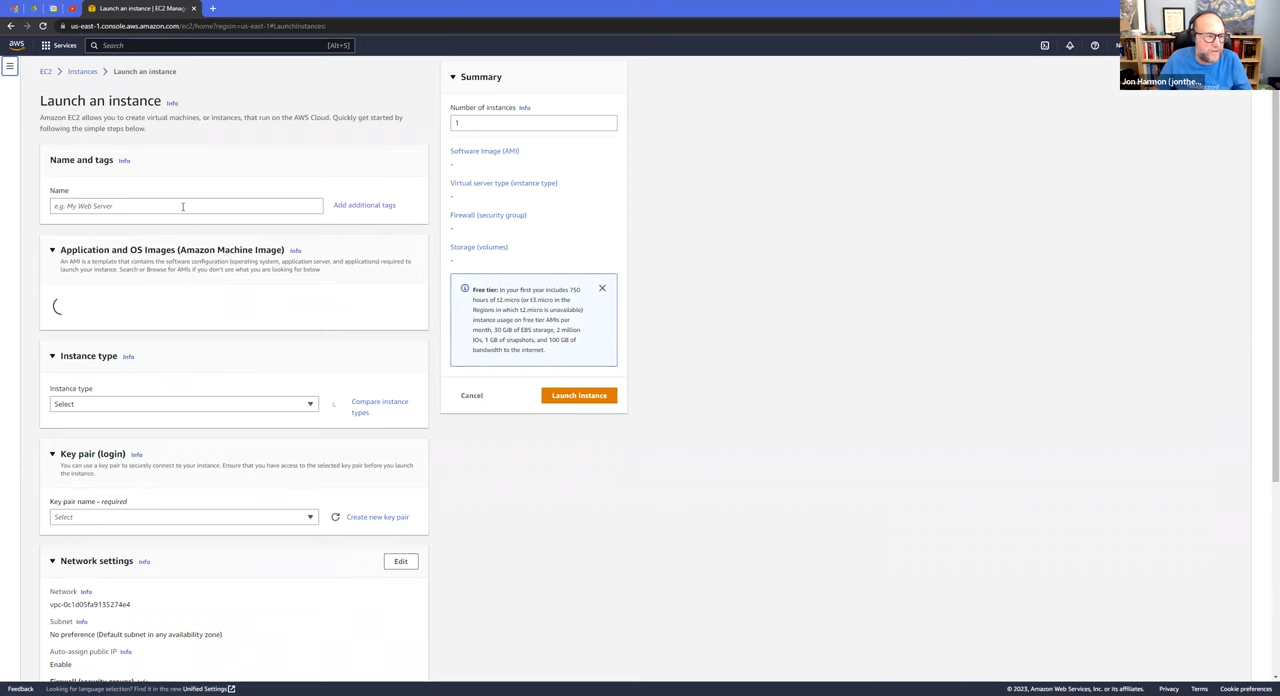 Launch an instance | EC2 Manag
us-east-1.console.aws.amazon.com/ec2/home?region=us-east-1#LaunchInstances:
aws
Services
Search
[Alt+S]
Jon Harmon (jonthe...
EC2 > Instances > Launch an instance
Launch an instance Info
Amazon EC2 allows you to create virtual machines, or instances, that run on the AWS Cloud. Quickly get started by
following the simple steps below.
Name and tags Info
Name
e.g. My Web Server
Add additional tags
Application and OS Images (Amazon Machine Image) Info
An AMI is a template that contains the software configuration (operating system, application server, and applications) required to
launch your instance. Search or Browse for AMIs if you don't see what you are looking for below
Instance type Info
Instance type
Select
Compare instance
types
Key pair (login) Info
You can use a key pair to securely connect to your instance. Ensure that you have access to the selected key pair before you launch
the instance.
Key pair name - required
Select
Create new key pair
Network settings Info
Edit
Network Info
vpc-0c1d05fa9135274e4
Subnet Info
No preference (Default subnet in any availability zone)
Auto-assign public IP Info
Enable
Firewall (security groups) Info
Summary
Number of instances Info
1
Software Image (AMI)
-
Virtual server type (instance type)
-
Firewall (security group)
-
Storage (volumes)
-
Free tier: In your first year includes 750
hours of t2.micro (or t3.micro in the
Regions in which t2.micro is unavailable)
instance usage on free tier AMIs per
month, 30 GiB of EBS storage, 2 million
IOs, 1 GB of snapshots, and 100 GB of
bandwidth to the internet.
Cancel
Launch instance
Feedback
Looking for language selection? Find it in the new Unified Settings
© 2023, Amazon Web Services, Inc. or its affiliates.
Privacy
Terms
Cookie preferences